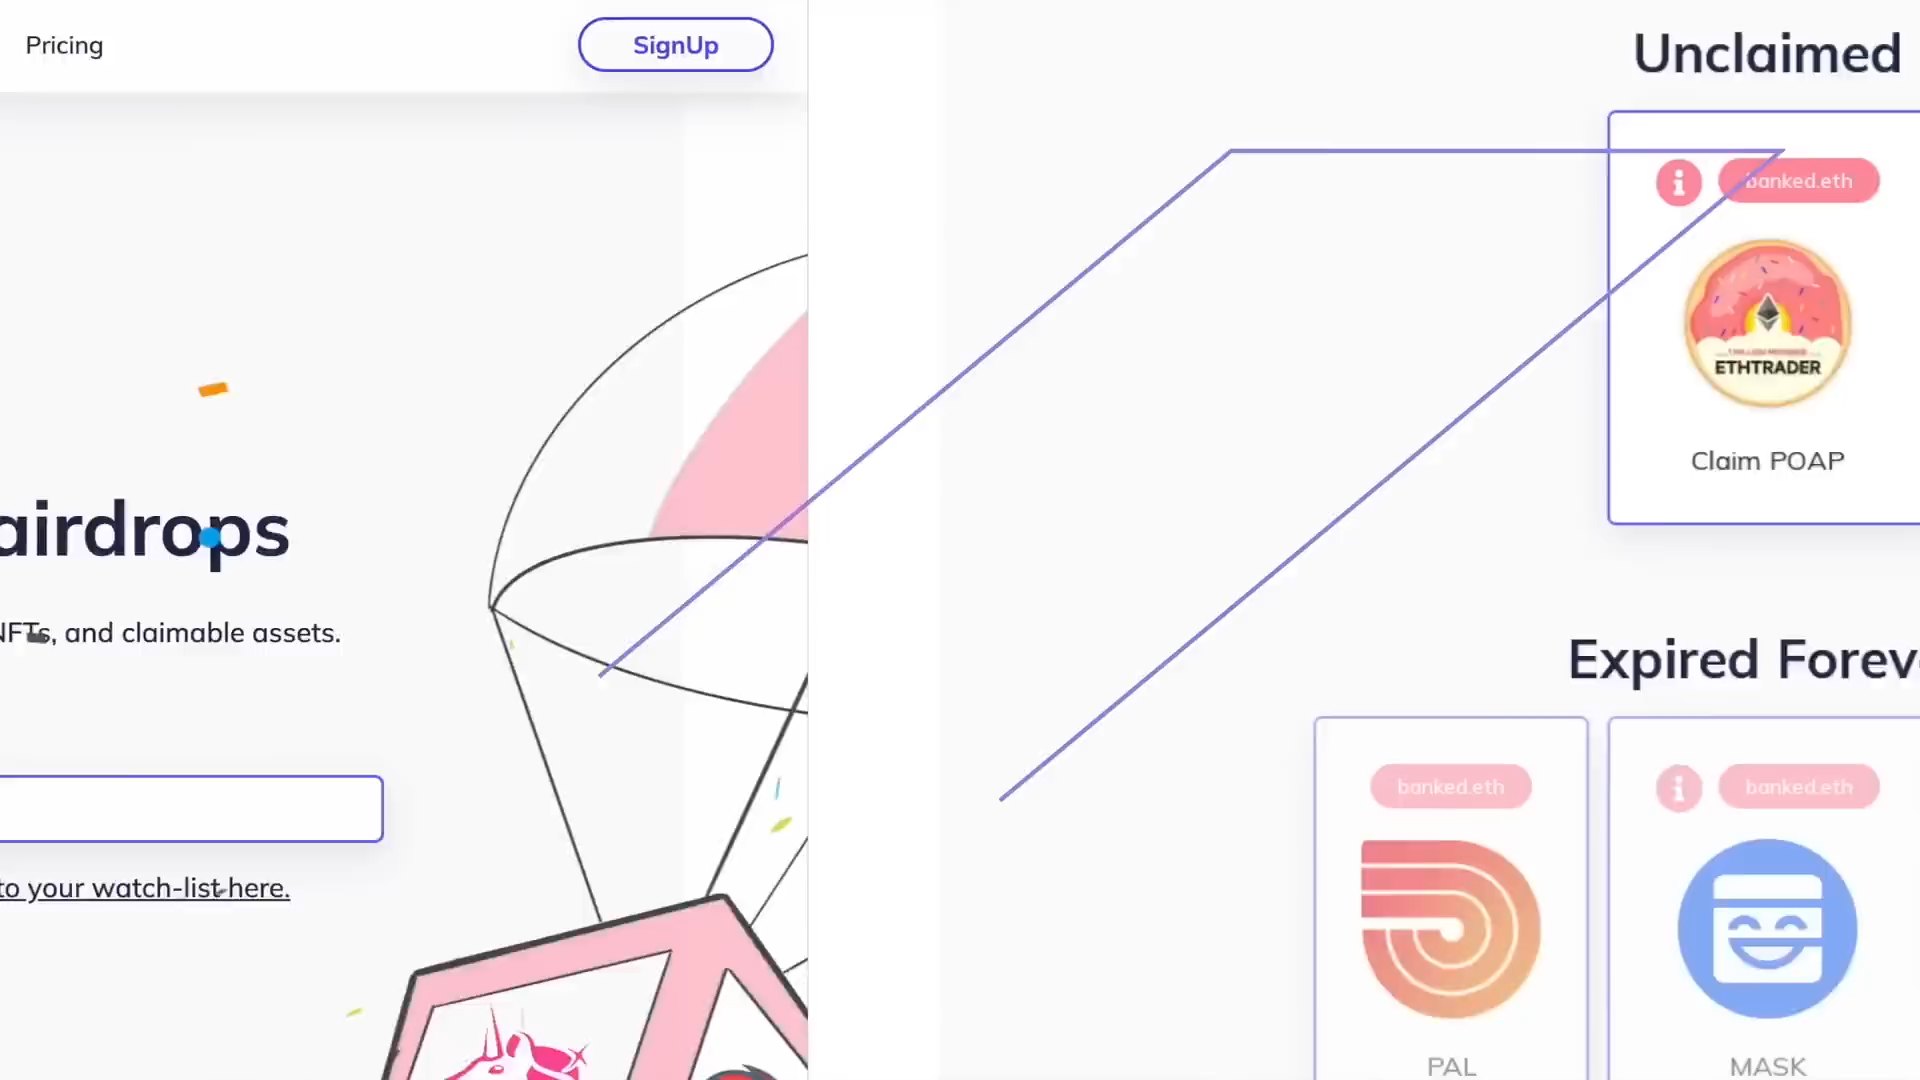 Pricing
SignUp
airdrops
NFTs, and claimable assets.
to your watch-list here.
Unclaimed
banked.eth
ETHTRADER
Claim POAP
Expired Forev
banked.eth
banked.eth
PAL
MASK